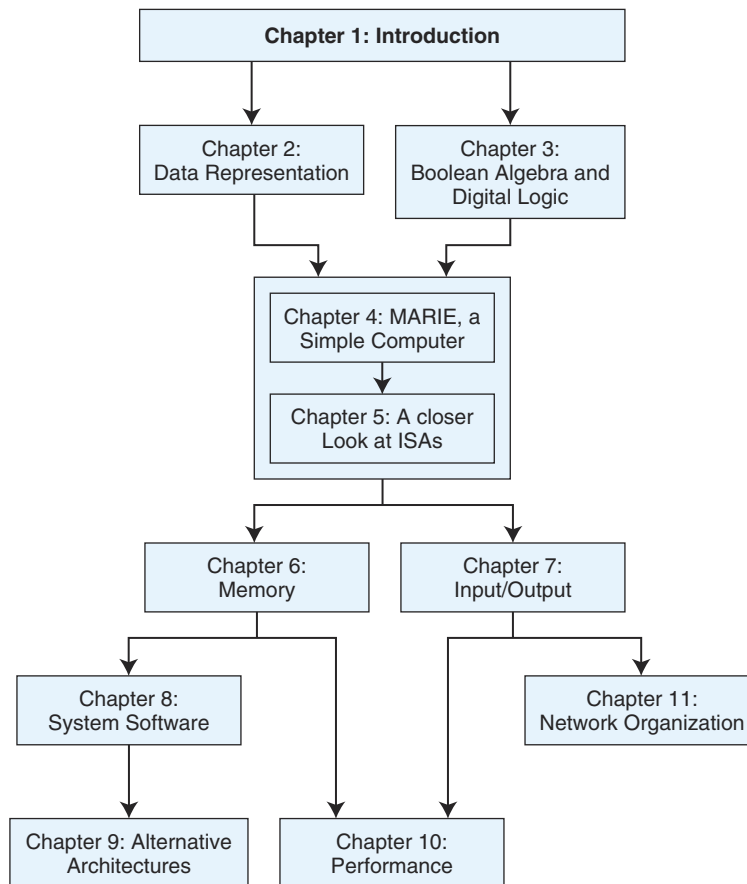 Chapter 1: Introduction
Chapter 2:
Data Representation
Chapter 3:
Boolean Algebra and
Digital Logic
Chapter 4: MARIE, a
Simple Computer
Chapter 5: A closer
Look at ISAs
Chapter 6:
Memory
Chapter 7:
Input/Output
Chapter 8:
System Software
Chapter 11:
Network Organization
Chapter 9: Alternative
Architectures
Chapter 10:
Performance